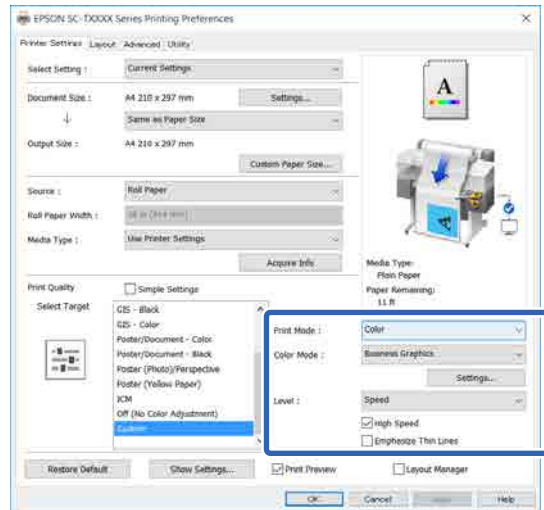 EPSON SC-TXXXX Series Printing Preferences
Printer Settings Layout Advanced Utility
Select Setting : Current Settings
Document Size : A4 210 x 297 mm Settings...
Same as Paper Size
Output Size : A4 210 x 297 mm
Custom Paper Size...
Source : Roll Paper
Roll Paper Width :
Media Type : Use Printer Settings
Acquire Info
A
Media Type:
Plain Paper
Paper Remaining:
11 ft
Print Quality Simple Settings
Select Target
GIS - Black
GIS - Color
Poster/Document - Color
Poster/Document - Black
Poster (Photo)/Perspective
Poster (Yellow Paper)
ICM
Off (No Color Adjustment)
Custom
Print Mode : Color
Color Mode : Business Graphics
Settings...
Level : Speed
High Speed
Emphasize Thin Lines
Restore Default Show Settings... Print Preview Layout Manager
OK Cancel Help